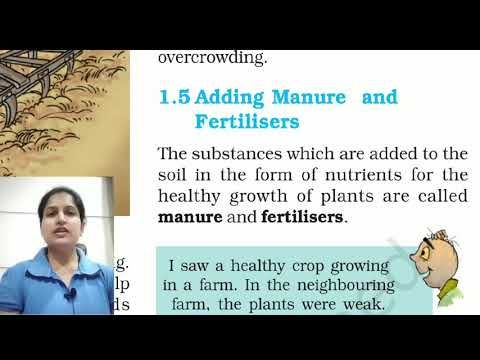 overcrowding.
1.5 Adding Manure and
Fertilisers
The substances which are added to the
soil in the form of nutrients for the
healthy growth of plants are called
manure and fertilisers.
I saw a healthy crop growing
in a farm. In the neighbouring
farm, the plants were weak.
g.
lp
ds